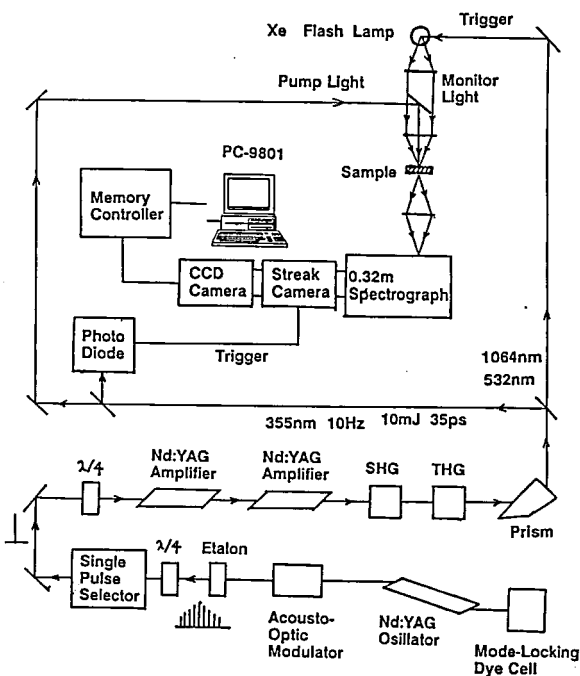 Xe Flash Lamp
Trigger
Pump Light
Monitor
Light
PC-9801
Sample
Memory
Controller
CCD
Camera
Streak
Camera
0.32m
Spectrograph
Photo
Diode
Trigger
1064nm
532nm
355nm 10Hz 10mJ 35ps
λ/4
Nd:YAG
Amplifier
Nd:YAG
Amplifier
SHG
THG
Prism
Single
Pulse
Selector
λ/4
Etalon
Acousto-
Optic
Modulator
Nd:YAG
Osillator
Mode-Locking
Dye Cell